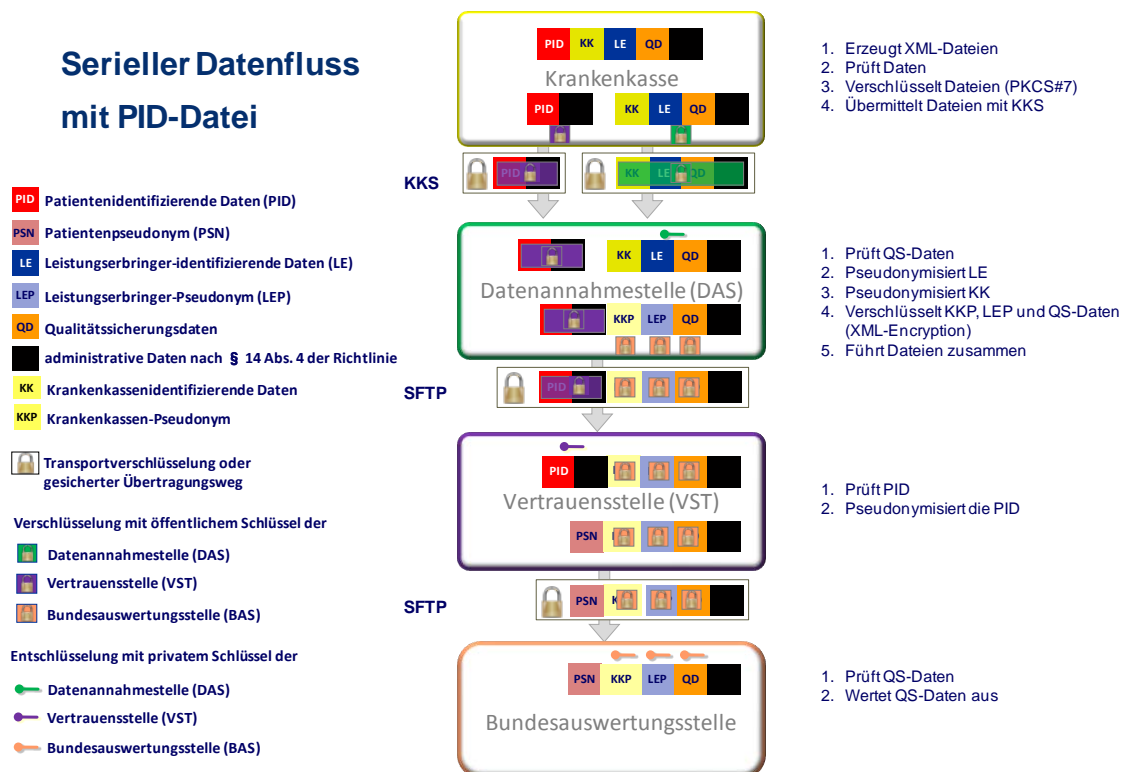 Serieller Datenfluss
mit PID-Datei
PID Patientenidentifizierende Daten (PID)
PSN Patientenpseudonym (PSN)
LE Leistungserbringer-identifizierende Daten (LE)
LEP Leistungserbringer-Pseudonym (LEP)
QD Qualitätssicherungsdaten
administrative Daten nach § 14 Abs. 4 der Richtlinie
KK Krankenkassenidentifizierende Daten
KKP Krankenkassen-Pseudonym
Transportverschlüsselung oder
gesicherter Übertragungsweg
Verschlüsselung mit öffentlichem Schlüssel der
Datenannahmestelle (DAS)
Vertrauensstelle (VST)
Bundesauswertungsstelle (BAS)
Entschlüsselung mit privatem Schlüssel der
Datenannahmestelle (DAS)
Vertrauensstelle (VST)
Bundesauswertungsstelle (BAS)
PID KK LE QD
Krankenkasse
PID KK LE QD
KKS PID KK LE QD
KK LE QD
Datenannahmestelle (DAS)
KKP LEP QD
SFTP PID
PID
Vertrauensstelle (VST)
PSN
SFTP PSN
PSN KKP LEP QD
Bundesauswertungsstelle
1. Erzeugt XML-Dateien
2. Prüft Daten
3. Verschlüsselt Dateien (PKCS#7)
4. Übermittelt Dateien mit KKS
1. Prüft QS-Daten
2. Pseudonymisiert LE
3. Pseudonymisiert KK
4. Verschlüsselt KKP, LEP und QS-Daten
(XML-Encryption)
5. Führt Dateien zusammen
1. Prüft PID
2. Pseudonymisiert die PID
1. Prüft QS-Daten
2. Wertet QS-Daten aus